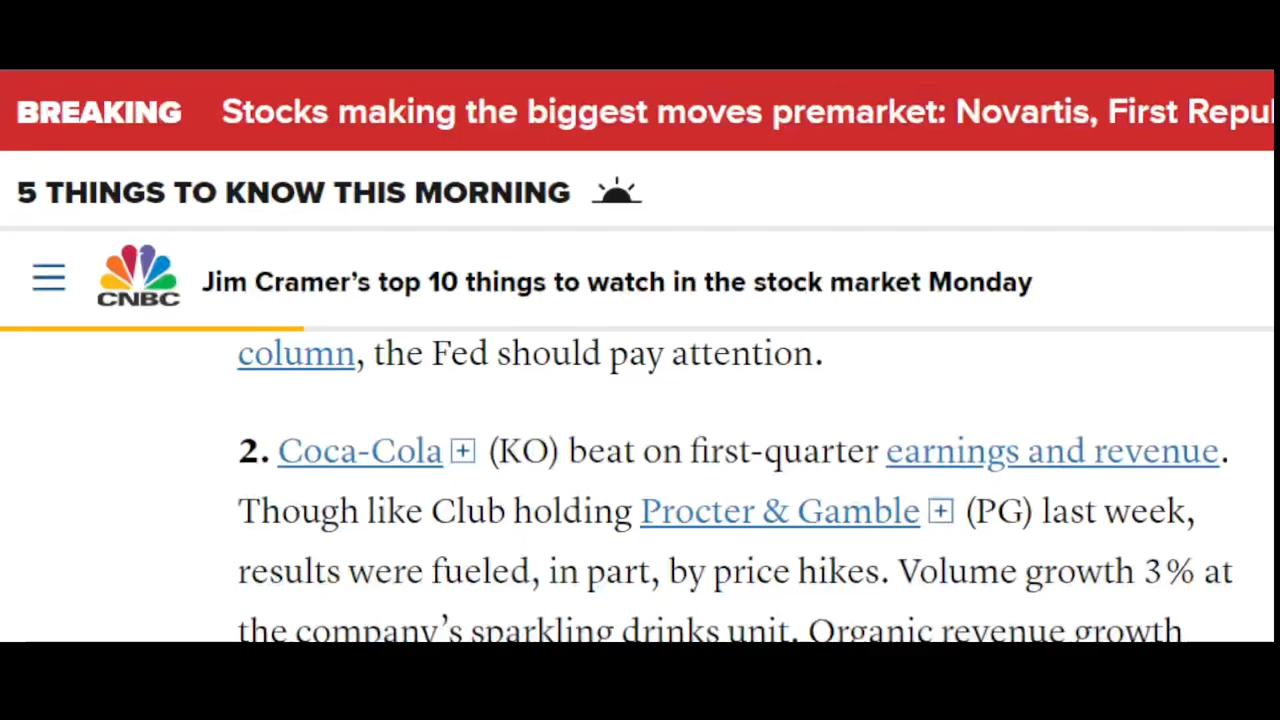 BREAKING Stocks making the biggest moves premarket: Novartis, First Repu
5 THINGS TO KNOW THIS MORNING
CNBC Jim Cramer’s top 10 things to watch in the stock market Monday
column, the Fed should pay attention.
2. Coca-Cola (KO) beat on first-quarter earnings and revenue.
Though like Club holding Procter & Gamble (PG) last week,
results were fueled, in part, by price hikes. Volume growth 3% at
the company’s sparkling drinks unit. Organic revenue growth